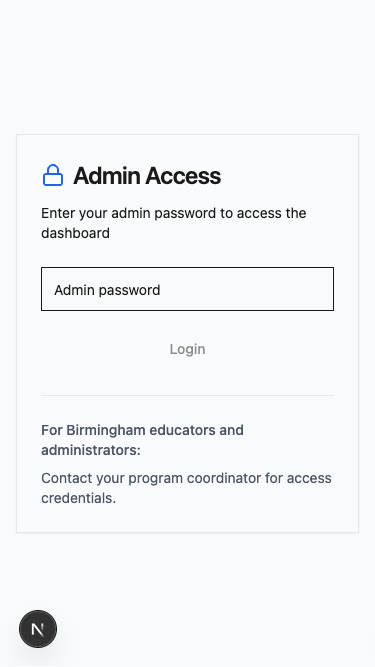 Admin Access
Enter your admin password to access the
dashboard
Admin password
Login
For Birmingham educators and
administrators:
Contact your program coordinator for access
credentials.
N